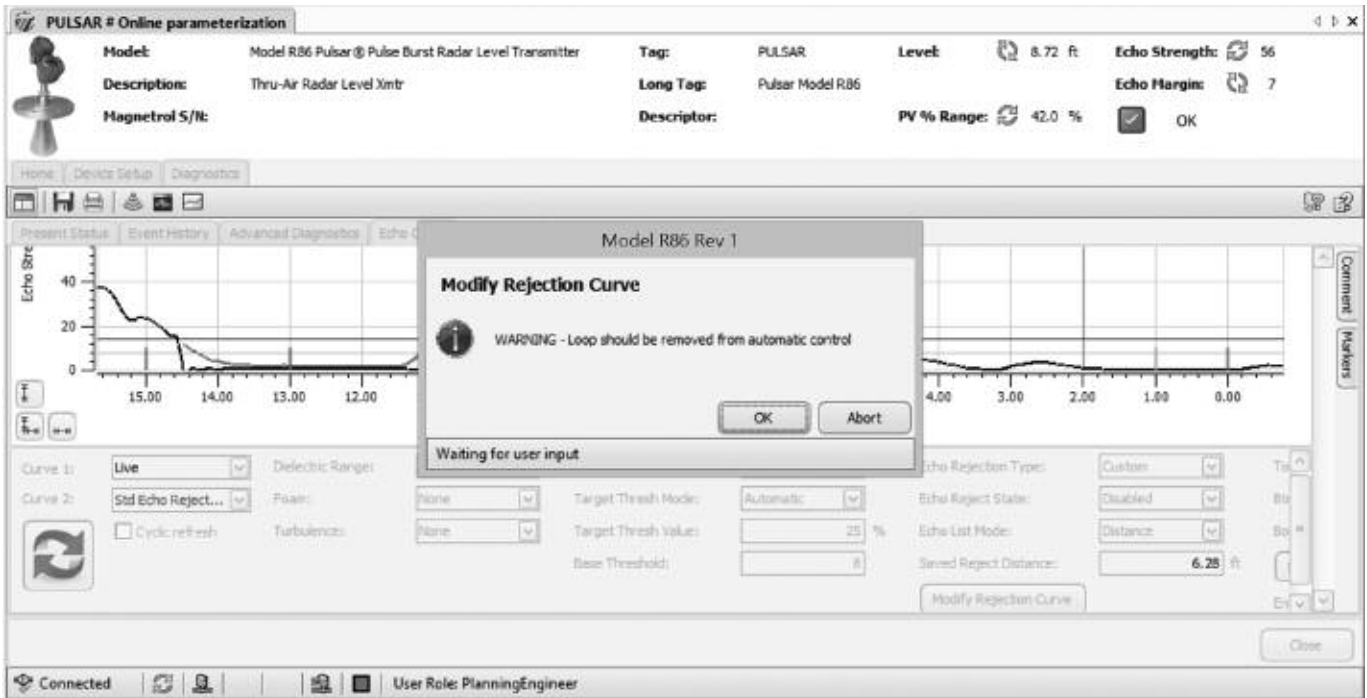 PULSAR # Online parameterization
Model: Model R86 Pulsar® Pulse Burst Radar Level Transmitter Tag: PULSAR Level: 8.72 ft Echo Strength: 56
Description: Thru-Air Radar Level Xmtr Long Tag: Pulsar Model R86 Echo Margin: 7
Magnetrol S/N: Descriptor: PV % Range: 42.0 % OK
Home Device Setup Diagnostics
Present Status Event History Advanced Diagnostics Echo
Model R86 Rev 1
Modify Rejection Curve
WARNING - Loop should be removed from automatic control
OK Abort
Waiting for user input
Echo Stre
40
20
0
15.00 14.00 13.00 12.00 4.00 3.00 2.00 1.00 0.00
Comment
Markers
Curve 1: Live Dielectric Range: Echo Rejection Type: Custom
Curve 2: Std Echo Reject... Foam: None Target Thresh Mode: Automatic Echo Reject State: Disabled
Cyclic refresh Turbulence: None Target Thresh Value: 25 % Echo List Mode: Distance
Base Threshold: 8 Saved Reject Distance: 6.28 ft
Modify Rejection Curve
Close
Connected User Role: PlanningEngineer